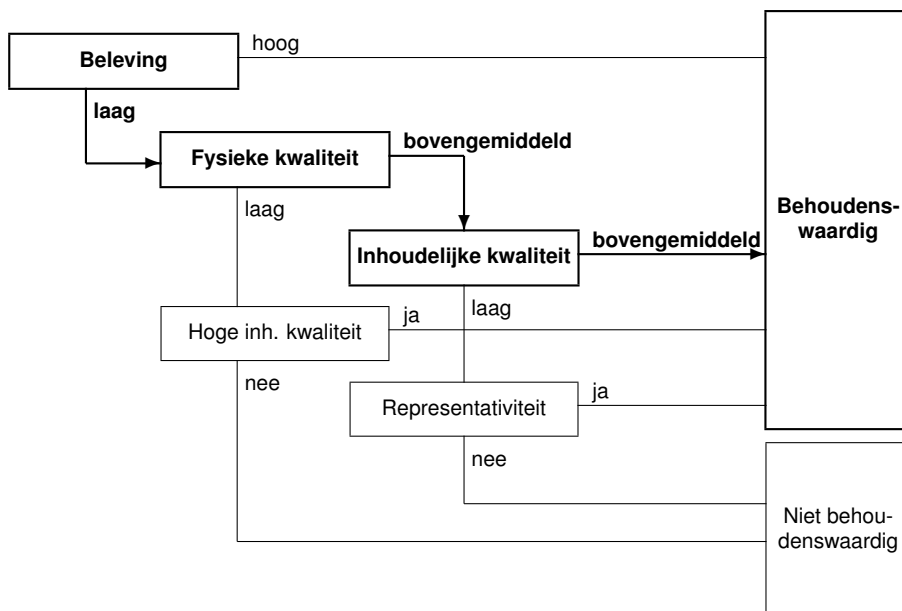 hoog
Beleving
laag
Fysieke kwaliteit
bovengemiddeld
laag
Behoudens-
waardig
Inhoudelijke kwaliteit
bovengemiddeld
laag
Hoge inh. kwaliteit
ja
nee
Representativiteit
ja
nee
Niet behou-
denswaardig